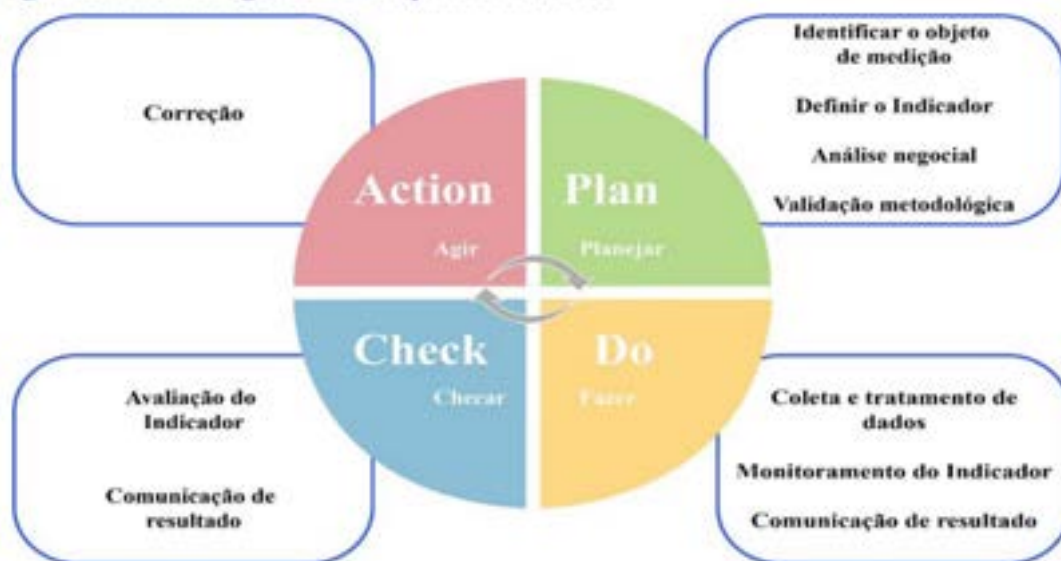 Correção
Action
Agir
Plan
Planejar
Identificar o objeto
de medição
Definir o Indicador
Análise negocial
Validação metodológica
Check
Checar
Do
Fazer
Avaliação do
Indicador
Comunicação de
resultado
Coleta e tratamento de
dados
Monitoramento do Indicador
Comunicação de resultado